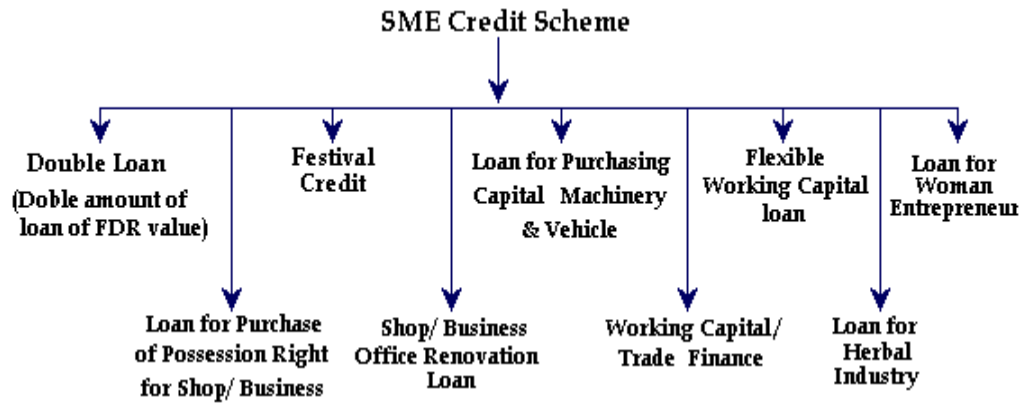 SME Credit Scheme
Double Loan
(Doble amount of
loan of FDR value)
Festival
Credit
Loan for Purchasing
Capital Machinery
& Vehicle
Flexible
Working Capital
loan
Loan for
Woman
Entrepreneur
Loan for Purchase
of Possession Right
for Shop/ Business
Shop/ Business
Office Renovation
Loan
Working Capital/
Trade Finance
Loan for
Herbal
Industry